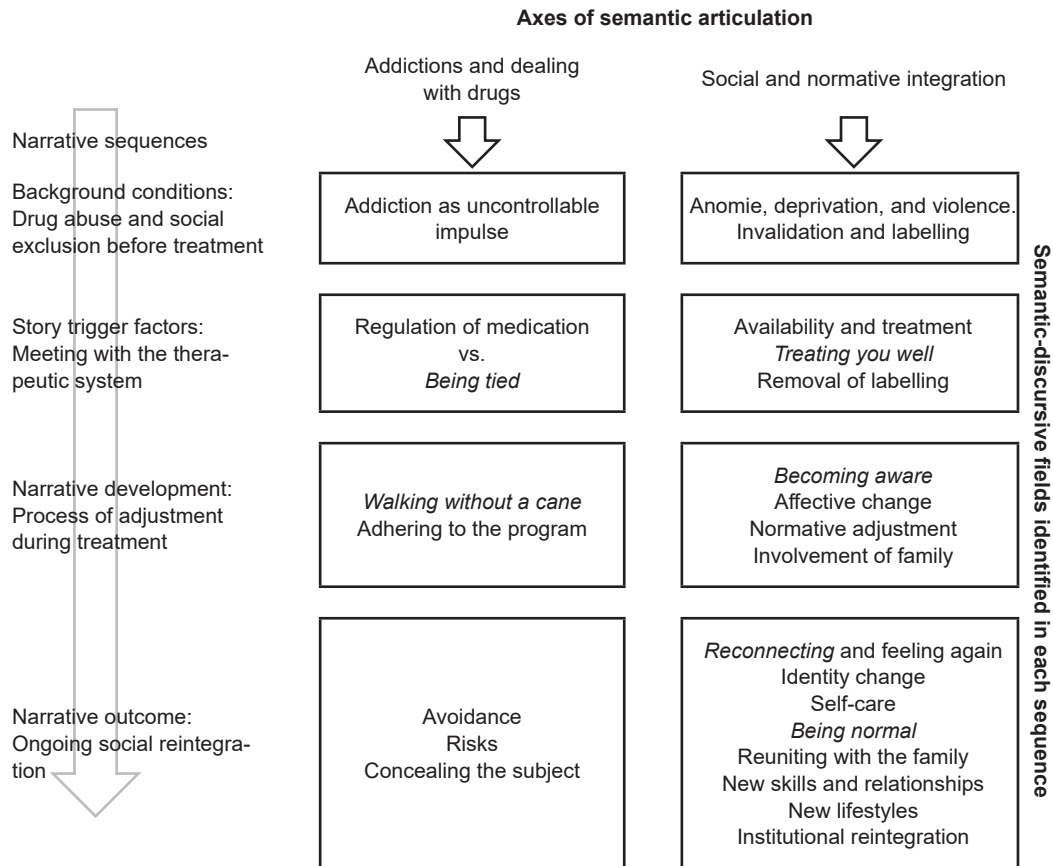 Axes of semantic articulation
Addictions and dealing
with drugs
Social and normative integration
Narrative sequences
Background conditions:
Drug abuse and social
exclusion before treatment
Addiction as uncontrollable
impulse
Anomie, deprivation, and violence.
Invalidation and labelling
Story trigger factors:
Meeting with the thera-
peutic system
Regulation of medication
vs.
Being tied
Availability and treatment
Treating you well
Removal of labelling
Narrative development:
Process of adjustment
during treatment
Walking without a cane
Adhering to the program
Becoming aware
Affective change
Normative adjustment
Involvement of family
Narrative outcome:
Ongoing social reintegra-
tion
Avoidance
Risks
Concealing the subject
Reconnecting and feeling again
Identity change
Self-care
Being normal
Reuniting with the family
New skills and relationships
New lifestyles
Institutional reintegration
Semantic-discursive fields identified in each sequence